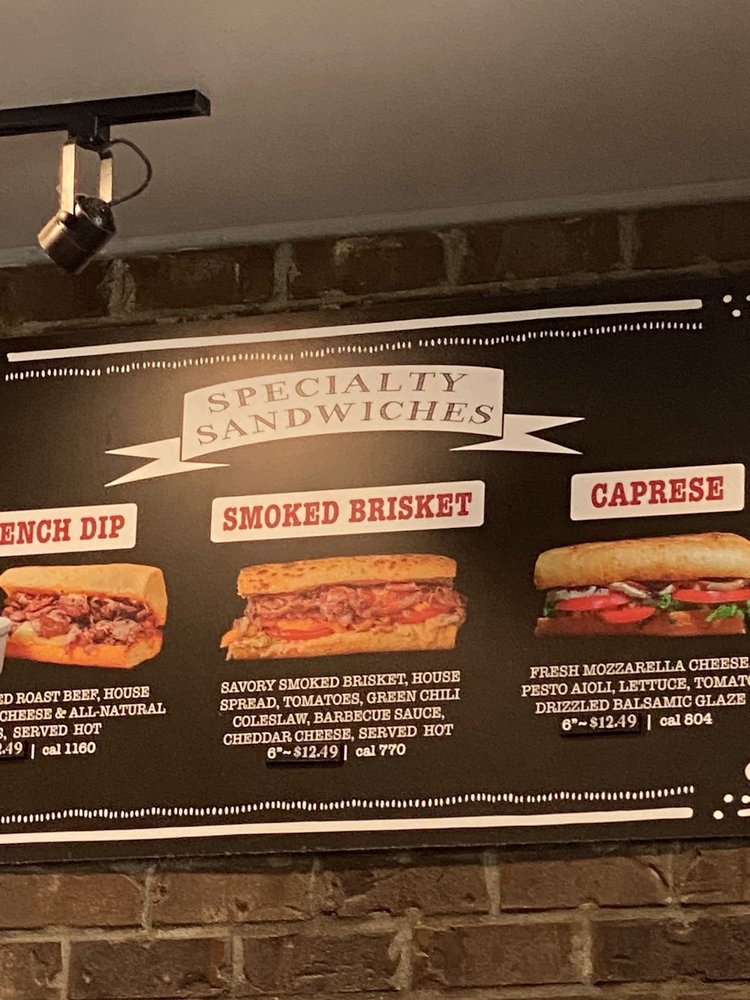 SPECIALTY
SANDWICHES
ENCH DIP
ED ROAST BEEF, HOUSE
CHEESE & ALL-NATURAL
S, SERVED HOT
2.49 | cal 1160
SMOKED BRISKET
SAVORY SMOKED BRISKET, HOUSE
SPREAD, TOMATOES, GREEN CHILI
COLESLAW, BARBECUE SAUCE,
CHEDDAR CHEESE, SERVED HOT
6"~$12.49 | cal 770
CAPRESE
FRESH MOZZARELLA CHEESE,
PESTO AIOLI, LETTUCE, TOMATO
DRIZZLED BALSAMIC GLAZE
6"~$12.49 | cal 804